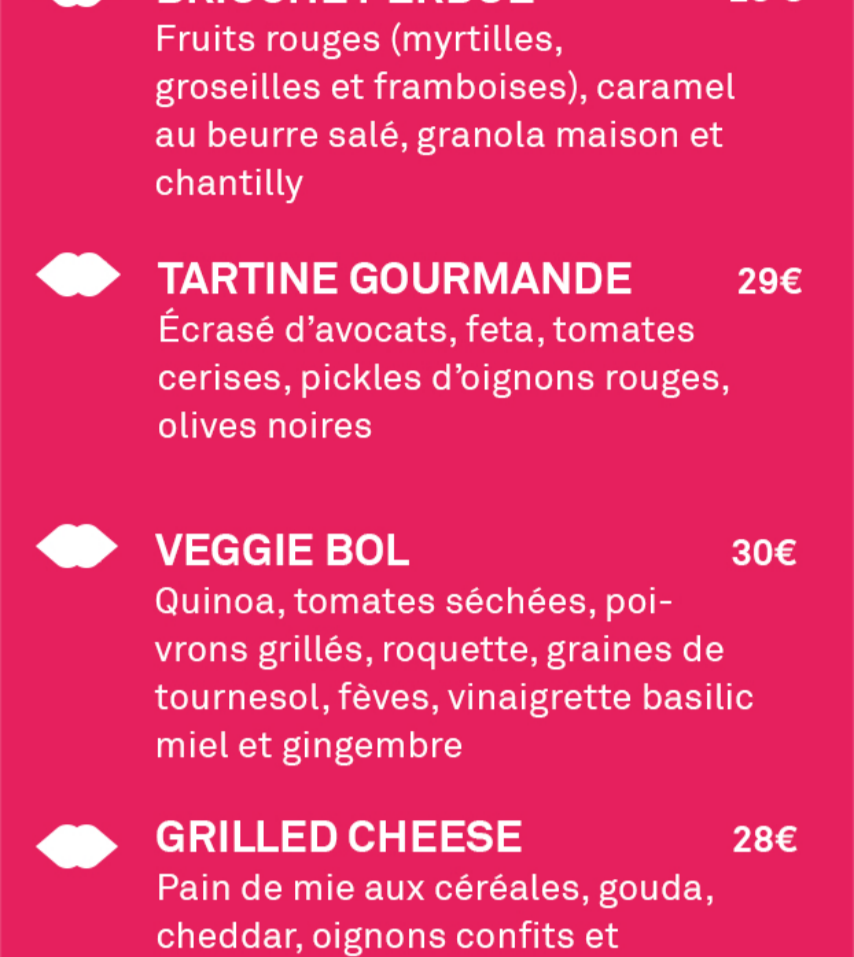 Fruits rouges (myrtilles,
groseilles et framboises), caramel
au beurre salé, granola maison et
chantilly
TARTINE GOURMANDE 29€
Écrasé d’avocats, feta, tomates
cerises, pickles d’oignons rouges,
olives noires
VEGGIE BOL 30€
Quinoa, tomates séchées, poi-
vrons grillés, roquette, graines de
tournesol, fèves, vinaigrette basilic
miel et gingembre
GRILLED CHEESE 28€
Pain de mie aux céréales, gouda,
cheddar, oignons confits et